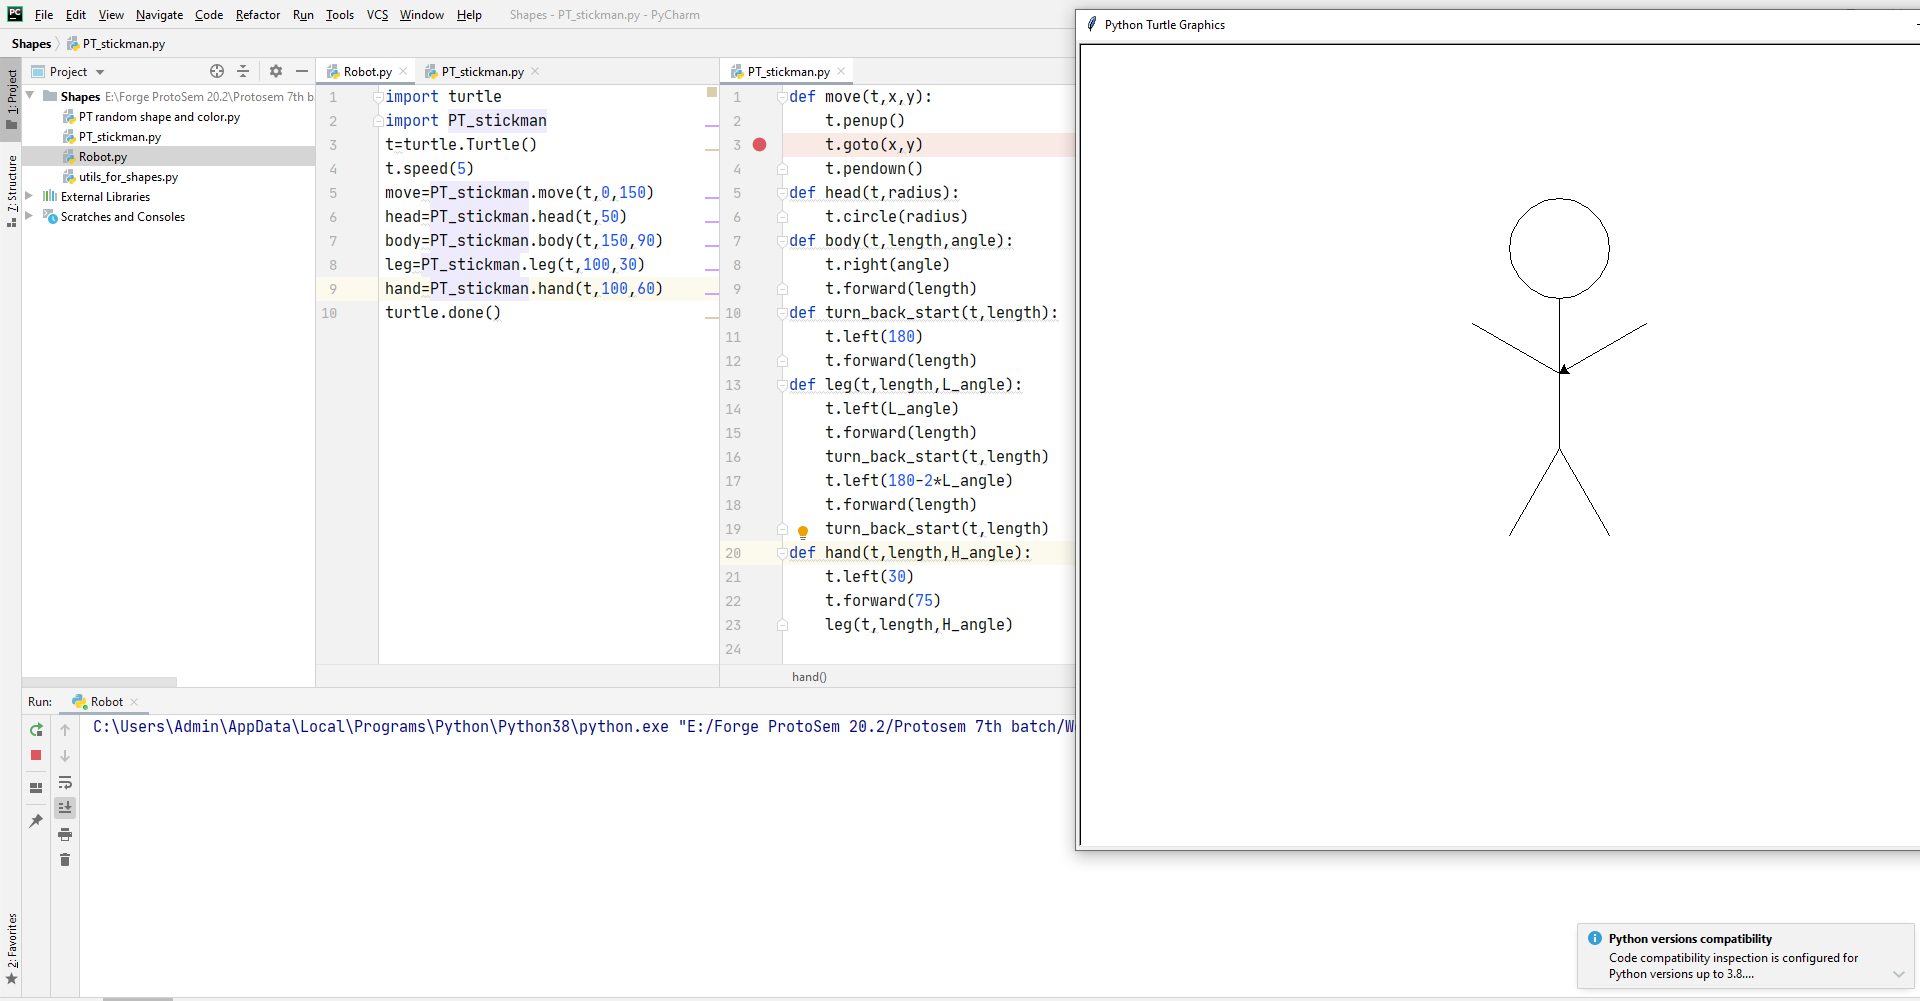 PC File Edit View Navigate Code Refactor Run Tools VCS Window Help Shapes - PT_stickman.py - PyCharm
Shapes PT_stickman.py
1: Project
7: Structure
2: Favorites
Project
Shapes E:\Forge ProtoSem 20.2\Protosem 7th b
PT random shape and color.py
PT_stickman.py
Robot.py
utils_for_shapes.py
External Libraries
Scratches and Consoles
Robot.py PT_stickman.py
1 import turtle
2 import PT_stickman
3 t=turtle.Turtle()
4 t.speed(5)
5 move=PT_stickman.move(t,0,150)
6 head=PT_stickman.head(t,50)
7 body=PT_stickman.body(t,150,90)
8 leg=PT_stickman.leg(t,100,30)
9 hand=PT_stickman.hand(t,100,60)
10 turtle.done()
PT_stickman.py
1 def move(t,x,y):
2 t.penup()
3 t.goto(x,y)
4 t.pendown()
5 def head(t,radius):
6 t.circle(radius)
7 def body(t,length,angle):
8 t.right(angle)
9 t.forward(length)
10 def turn_back_start(t,length):
11 t.left(180)
12 t.forward(length)
13 def leg(t,length,L_angle):
14 t.left(L_angle)
15 t.forward(length)
16 turn_back_start(t,length)
17 t.left(180-2*L_angle)
18 t.forward(length)
19 turn_back_start(t,length)
20 def hand(t,length,H_angle):
21 t.left(30)
22 t.forward(75)
23 leg(t,length,H_angle)
24
hand()
Python Turtle Graphics
Run: Robot
C:\Users\Admin\AppData\Local\Programs\Python\Python38\python.exe "E:/Forge ProtoSem 20.2/Protosem 7th batch/W
Python versions compatibility
Code compatibility inspection is configured for
Python versions up to 3.8....